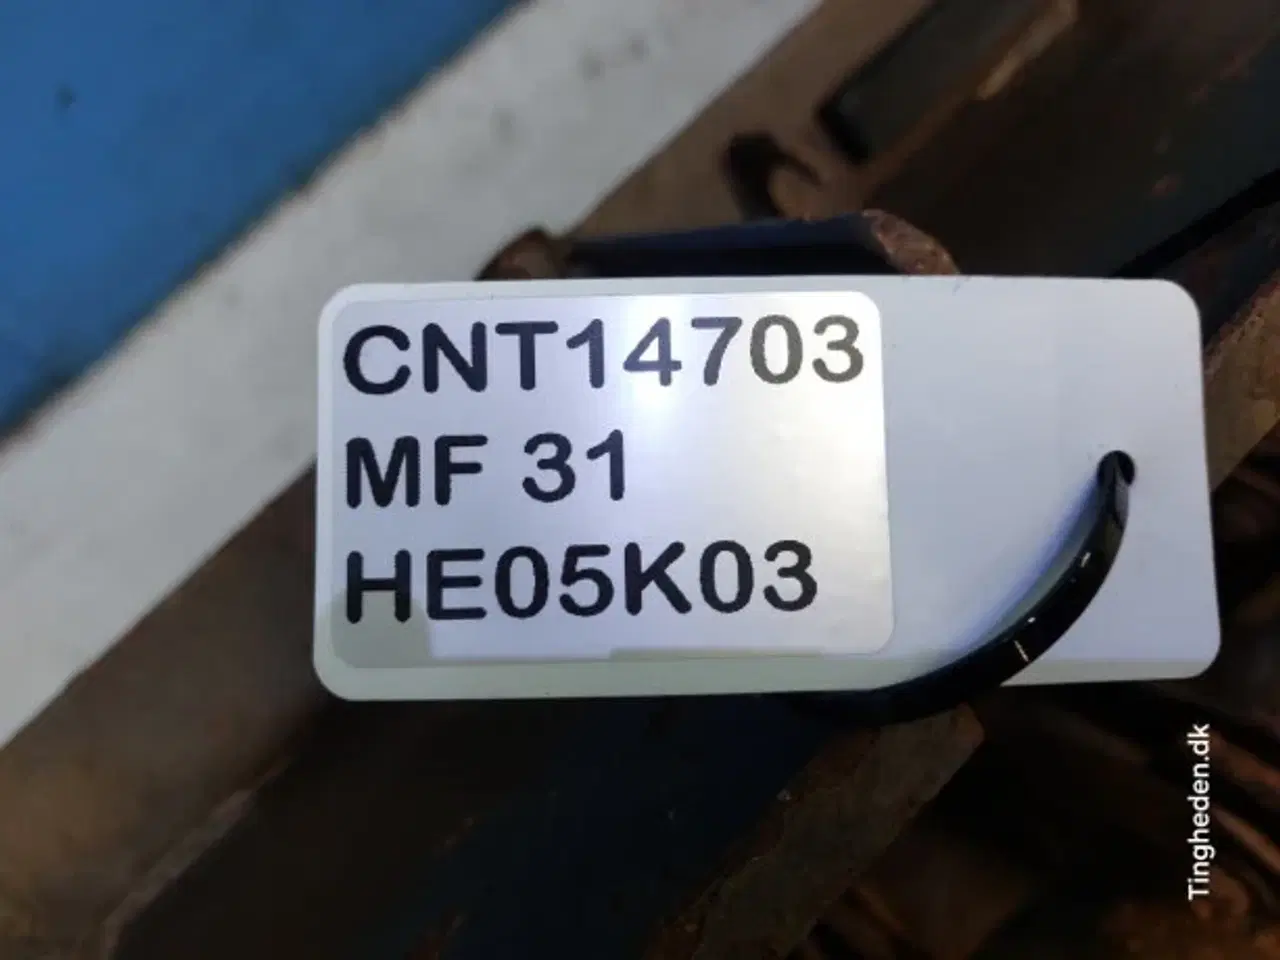 CNT14703
MF 31
HE05K03
Tingheden.dk